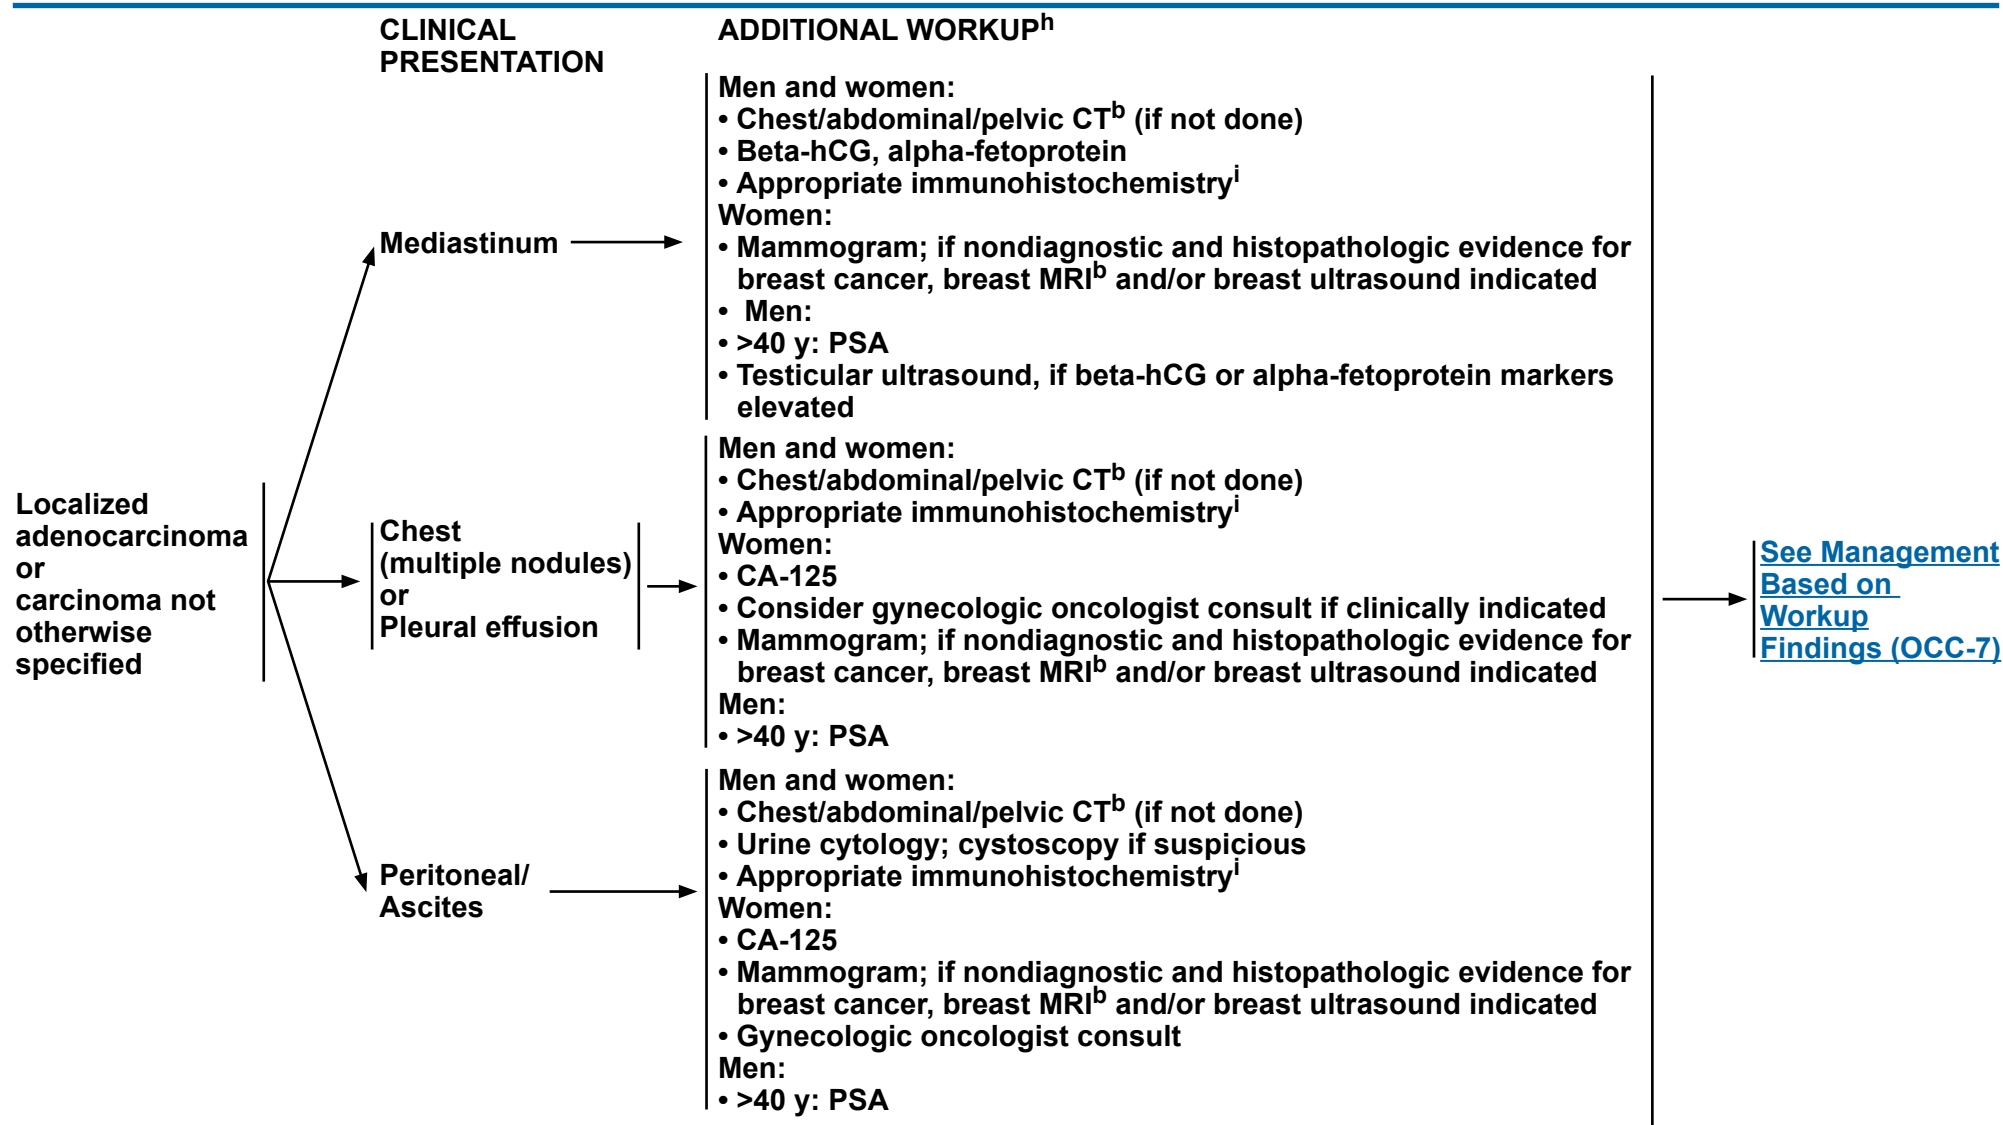 CLINICAL
PRESENTATION
ADDITIONAL WORKUPh
Localized
adenocarcinoma
or
carcinoma not
otherwise
specified
Mediastinum
Men and women:
• Chest/abdominal/pelvic CTb (if not done)
• Beta-hCG, alpha-fetoprotein
• Appropriate immunohistochemistryi
Women:
• Mammogram; if nondiagnostic and histopathologic evidence for
breast cancer, breast MRIb and/or breast ultrasound indicated
• Men:
• >40 y: PSA
• Testicular ultrasound, if beta-hCG or alpha-fetoprotein markers
elevated
Chest
(multiple nodules)
or
Pleural effusion
Men and women:
• Chest/abdominal/pelvic CTb (if not done)
• Appropriate immunohistochemistryi
Women:
• CA-125
• Consider gynecologic oncologist consult if clinically indicated
• Mammogram; if nondiagnostic and histopathologic evidence for
breast cancer, breast MRIb and/or breast ultrasound indicated
Men:
• >40 y: PSA
Peritoneal/
Ascites
Men and women:
• Chest/abdominal/pelvic CTb (if not done)
• Urine cytology; cystoscopy if suspicious
• Appropriate immunohistochemistryi
Women:
• CA-125
• Mammogram; if nondiagnostic and histopathologic evidence for
breast cancer, breast MRIb and/or breast ultrasound indicated
• Gynecologic oncologist consult
Men:
• >40 y: PSA
See Management
Based on
Workup
Findings (OCC-7)